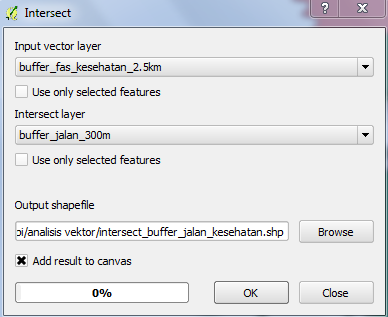 Intersect
?
Input vector layer
buffer_fas_kesehatan_2.5km
Use only selected features
Intersect layer
buffer_jalan_300m
Use only selected features
Output shapefile
pi/analisis vektor/intersect_buffer_jalan_kesehatan.shp
Browse
Add result to canvas
0%
OK
Close